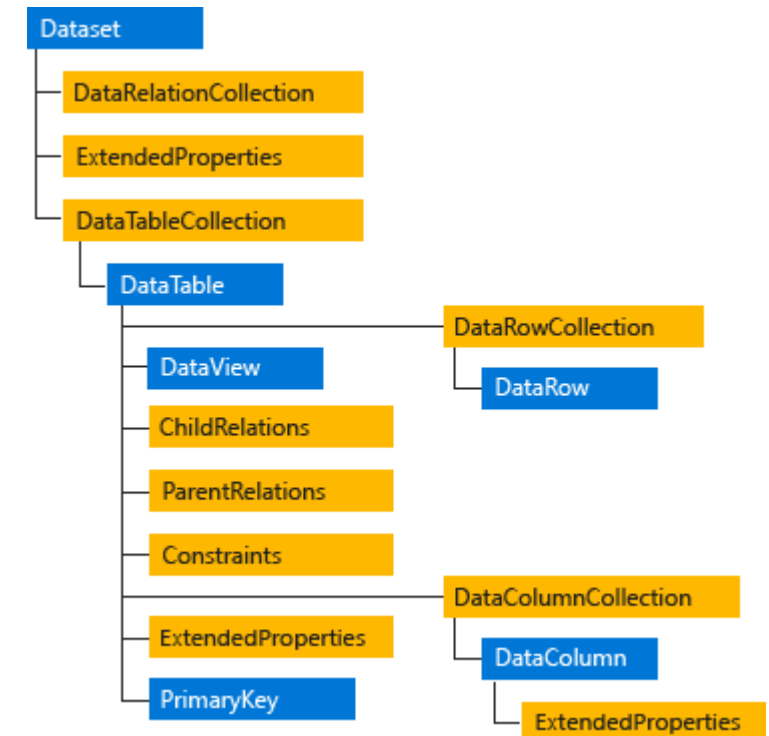 Dataset
DataRelationCollection
ExtendedProperties
DataTableCollection
DataTable
DataRowCollection
DataView
DataRow
ChildRelations
ParentRelations
Constraints
DataColumnCollection
ExtendedProperties
DataColumn
PrimaryKey
ExtendedProperties